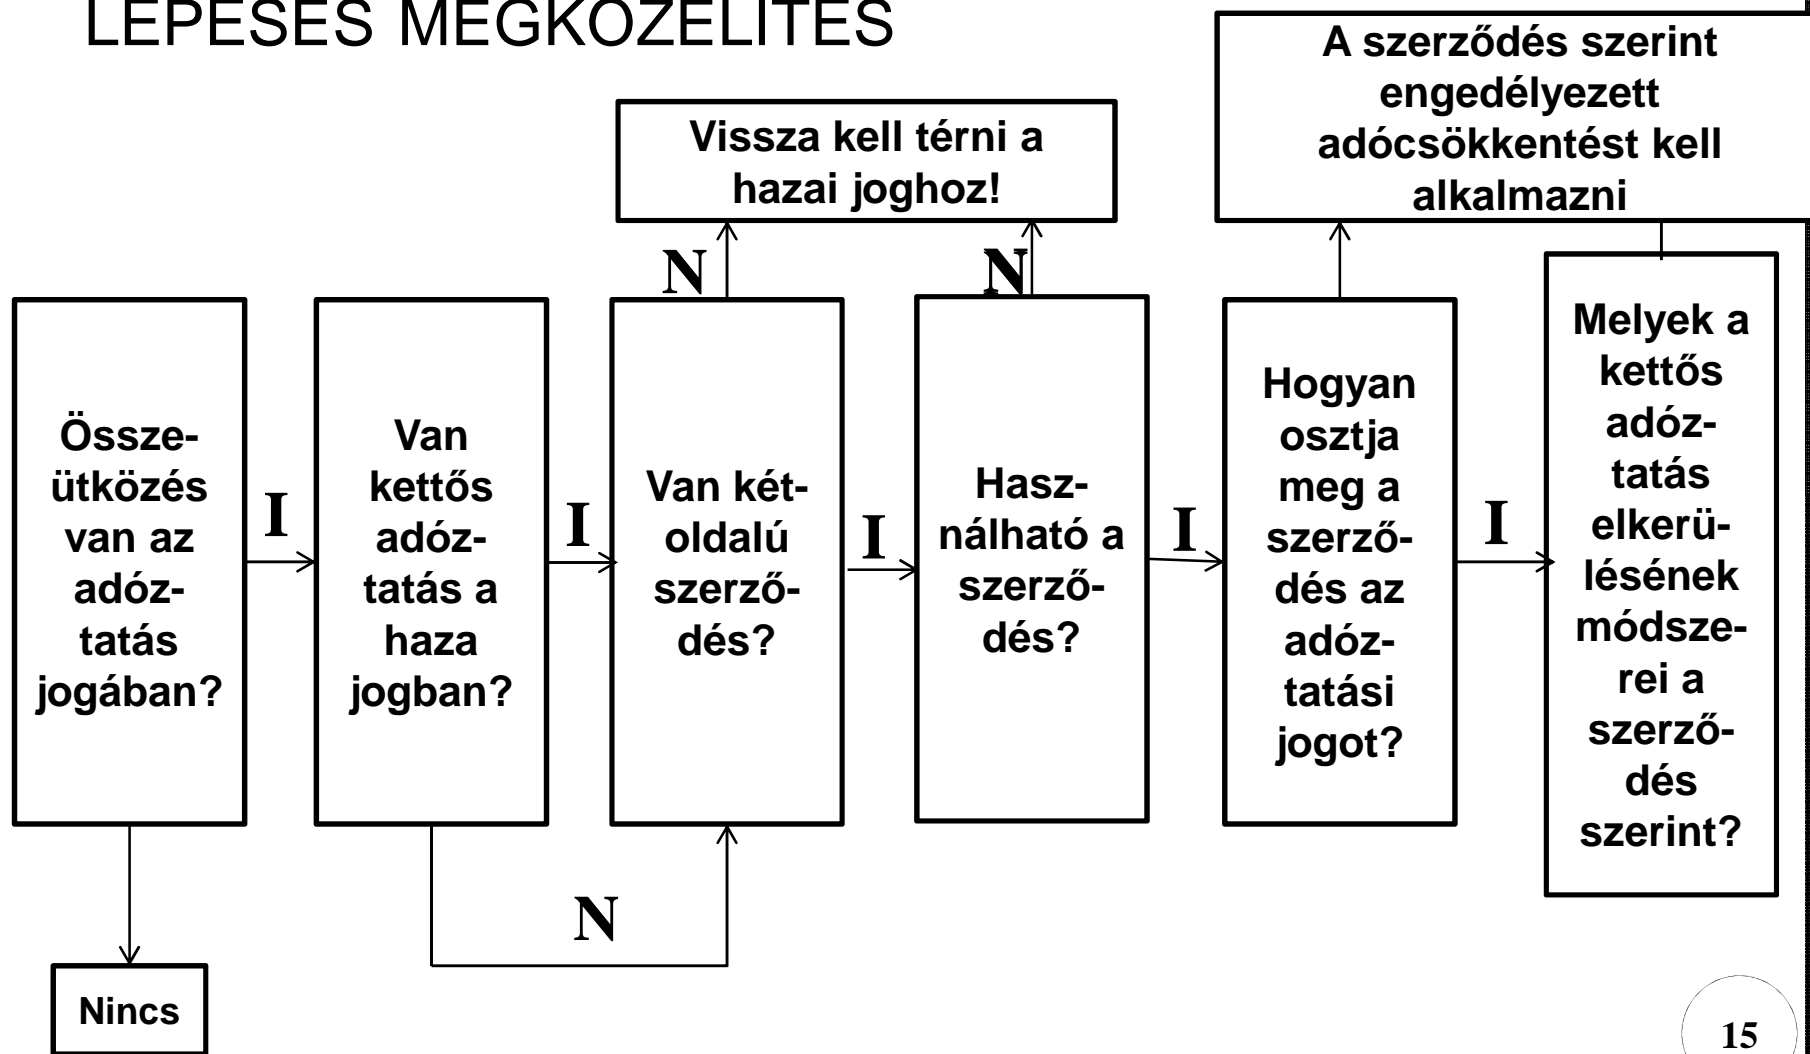 LÉPÉSES MEGKÖZELÍTÉS
A szerződés szerint
engedélyezett
adócsökkentést kell
alkalmazni
Vissza kell térni a
hazai joghoz!
N
N
Össze-
ütközés
van az
adóz-
tatás
jogában?
I
Van
kettős
adóz-
tatás a
haza
jogban?
I
Van két-
oldalú
szerző-
dés?
I
Hasz-
nálható a
szerző-
dés?
I
Hogyan
osztja
meg a
szerző-
dés az
adóz-
tatási
jogot?
I
Melyek a
kettős
adóz-
tatás
elkerü-
lésének
módsze-
rei a
szerző-
dés
szerint?
N
Nincs
15